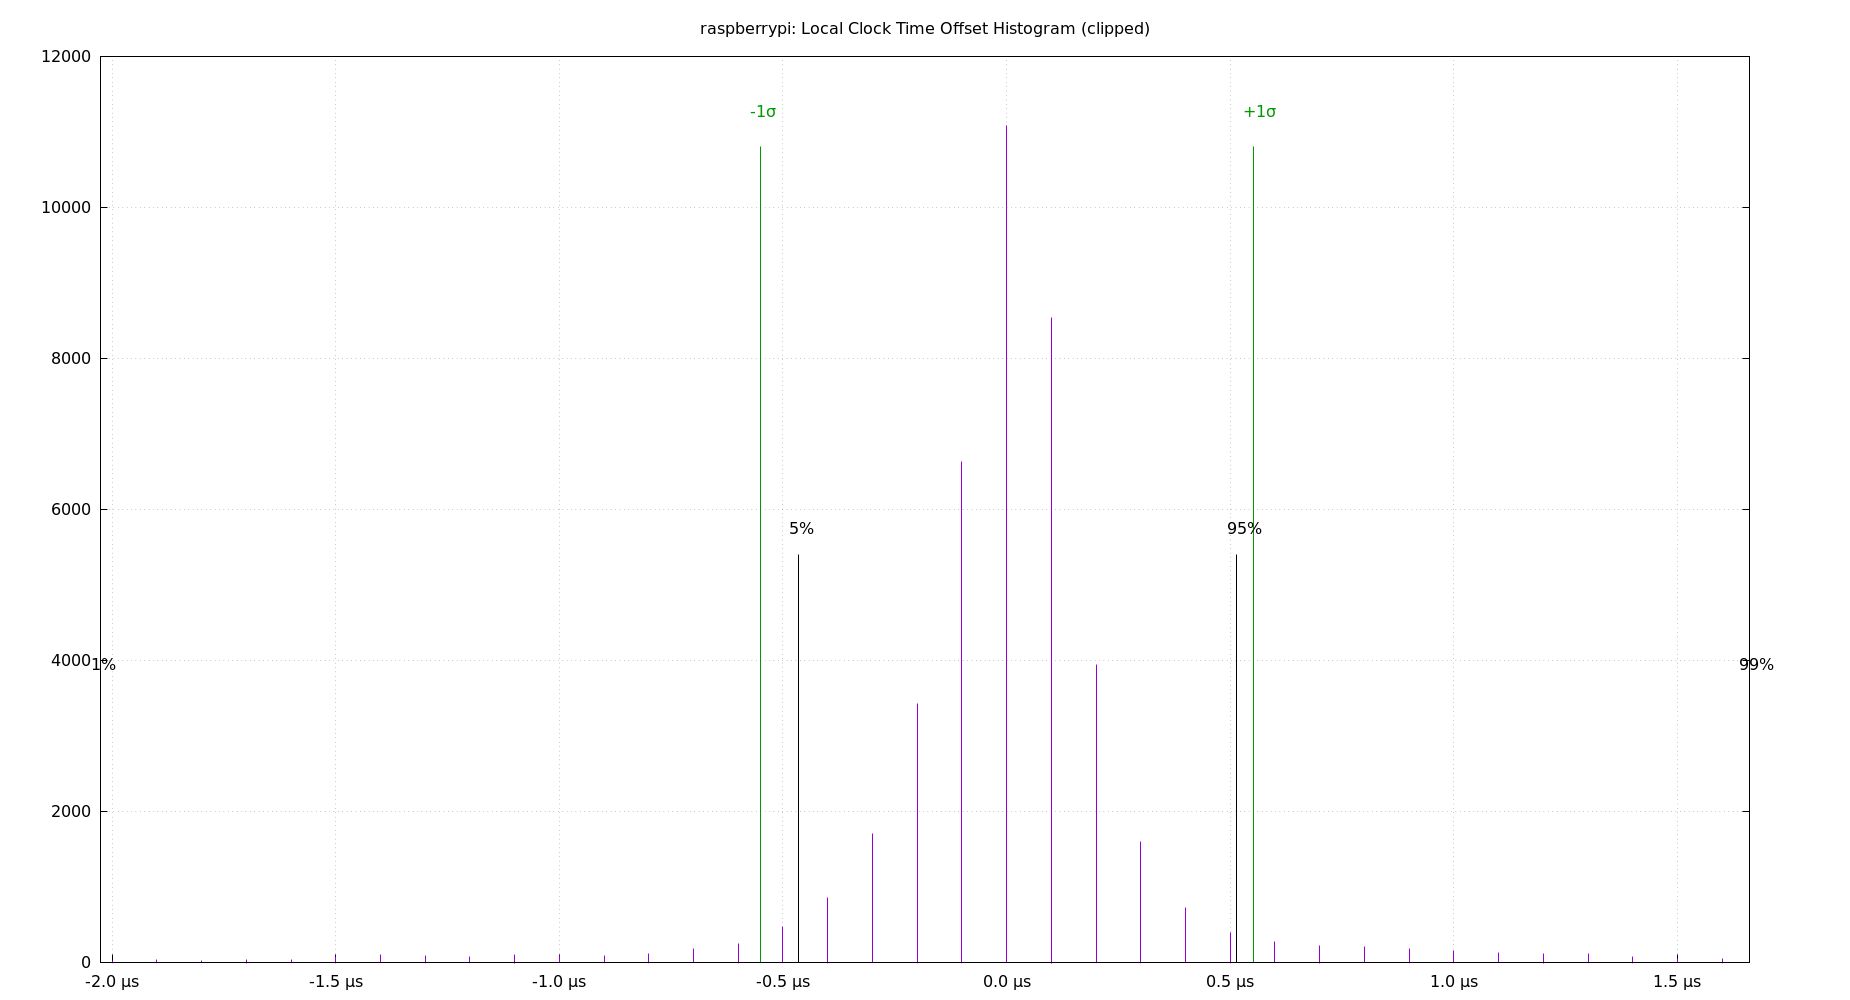 raspberrypi: Local Clock Time Offset Histogram (clipped)
12000
-1σ
+1σ
10000
8000
6000
5%
95%
4000
1%
99%
2000
0
-2.0 µs
-1.5 µs
-1.0 µs
-0.5 µs
0.0 µs
0.5 µs
1.0 µs
1.5 µs